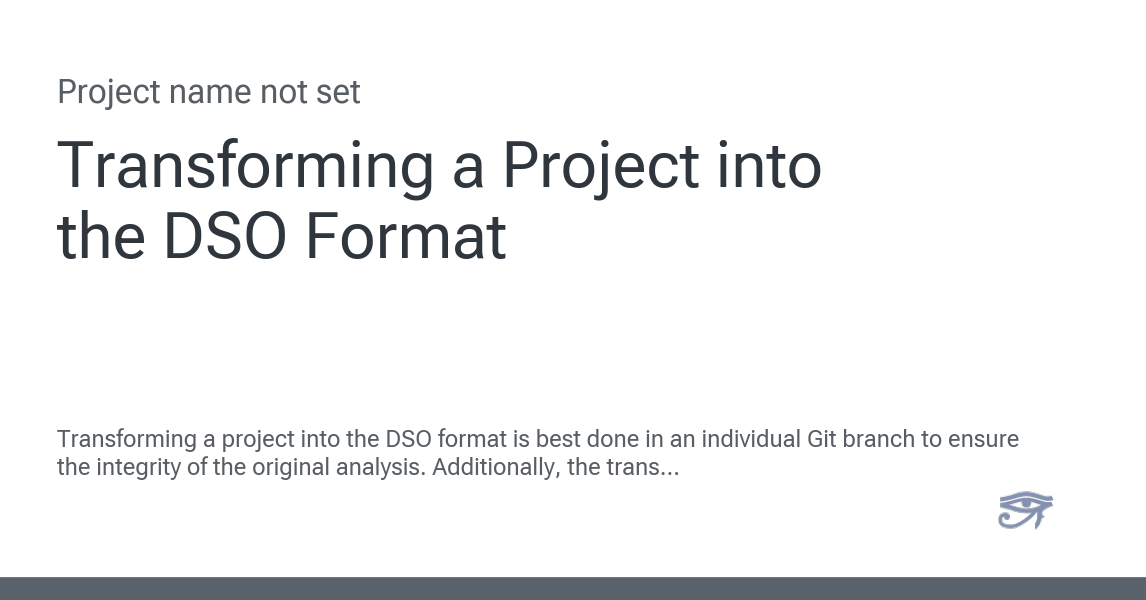 Project name not set
Transforming a Project into
the DSO Format
Transforming a project into the DSO format is best done in an individual Git branch to ensure
the integrity of the original analysis. Additionally, the trans...